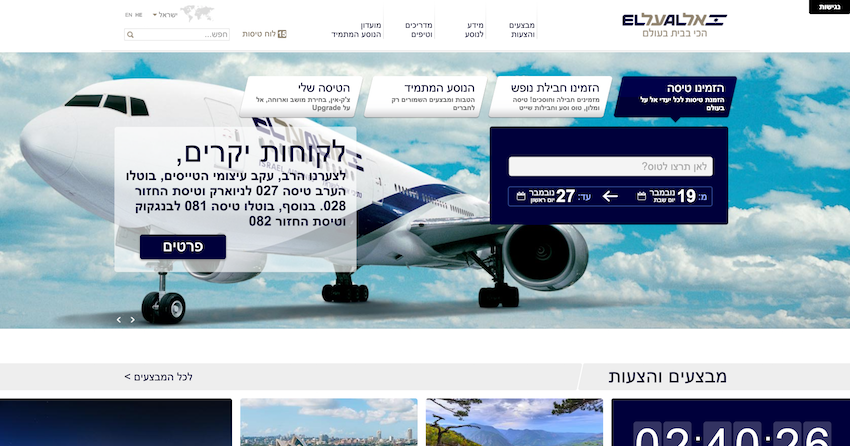 נגישות
אל על ELAL
הכי בבית בעולם
מבצעים
והצעות
מידע
לנוסע
מדריכים
וטיפים
מועדון
הנוסע המתמיד
ישראל
HE EN
לוח טיסות
חפש...
הזמינו טיסה
הזמנת טיסות לכל יעדי אל על
בעולם
הזמינו חבילת נופש
מזמינים חבילה וחוסכים! טיסה
ומלון, טוס וסע וחבילות שייט
הנוסע המתמיד
הטבות ומבצעים השמורים רק
לחברים
הטיסה שלי
צ'ק-אין, בחירת מושב וארוחה, אל
על Upgrade
לאן תרצו לטוס?
מ: 19 נובמבר
יום שבת
עד: 27 נובמבר
יום ראשון
לקוחות יקרים,
לצערנו הרב, עקב עיצומי הטייסים, בוטלו
הערב טיסה 027 לניוארק וטיסת החזור
028. בנוסף, בוטלו טיסה 081 לבנגקוק
וטיסת החזור 082
פרטים
מבצעים והצעות
לכל המבצעים >
02:40:26